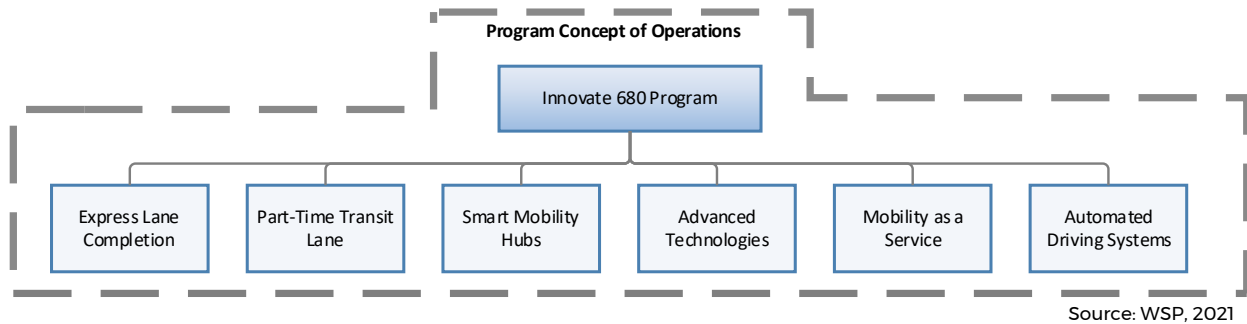 Program Concept of Operations
Innovate 680 Program
Express Lane
Completion
Part-Time Transit
Lane
Smart Mobility
Hubs
Advanced
Technologies
Mobility as a
Service
Automated
Driving Systems
Source: WSP, 2021